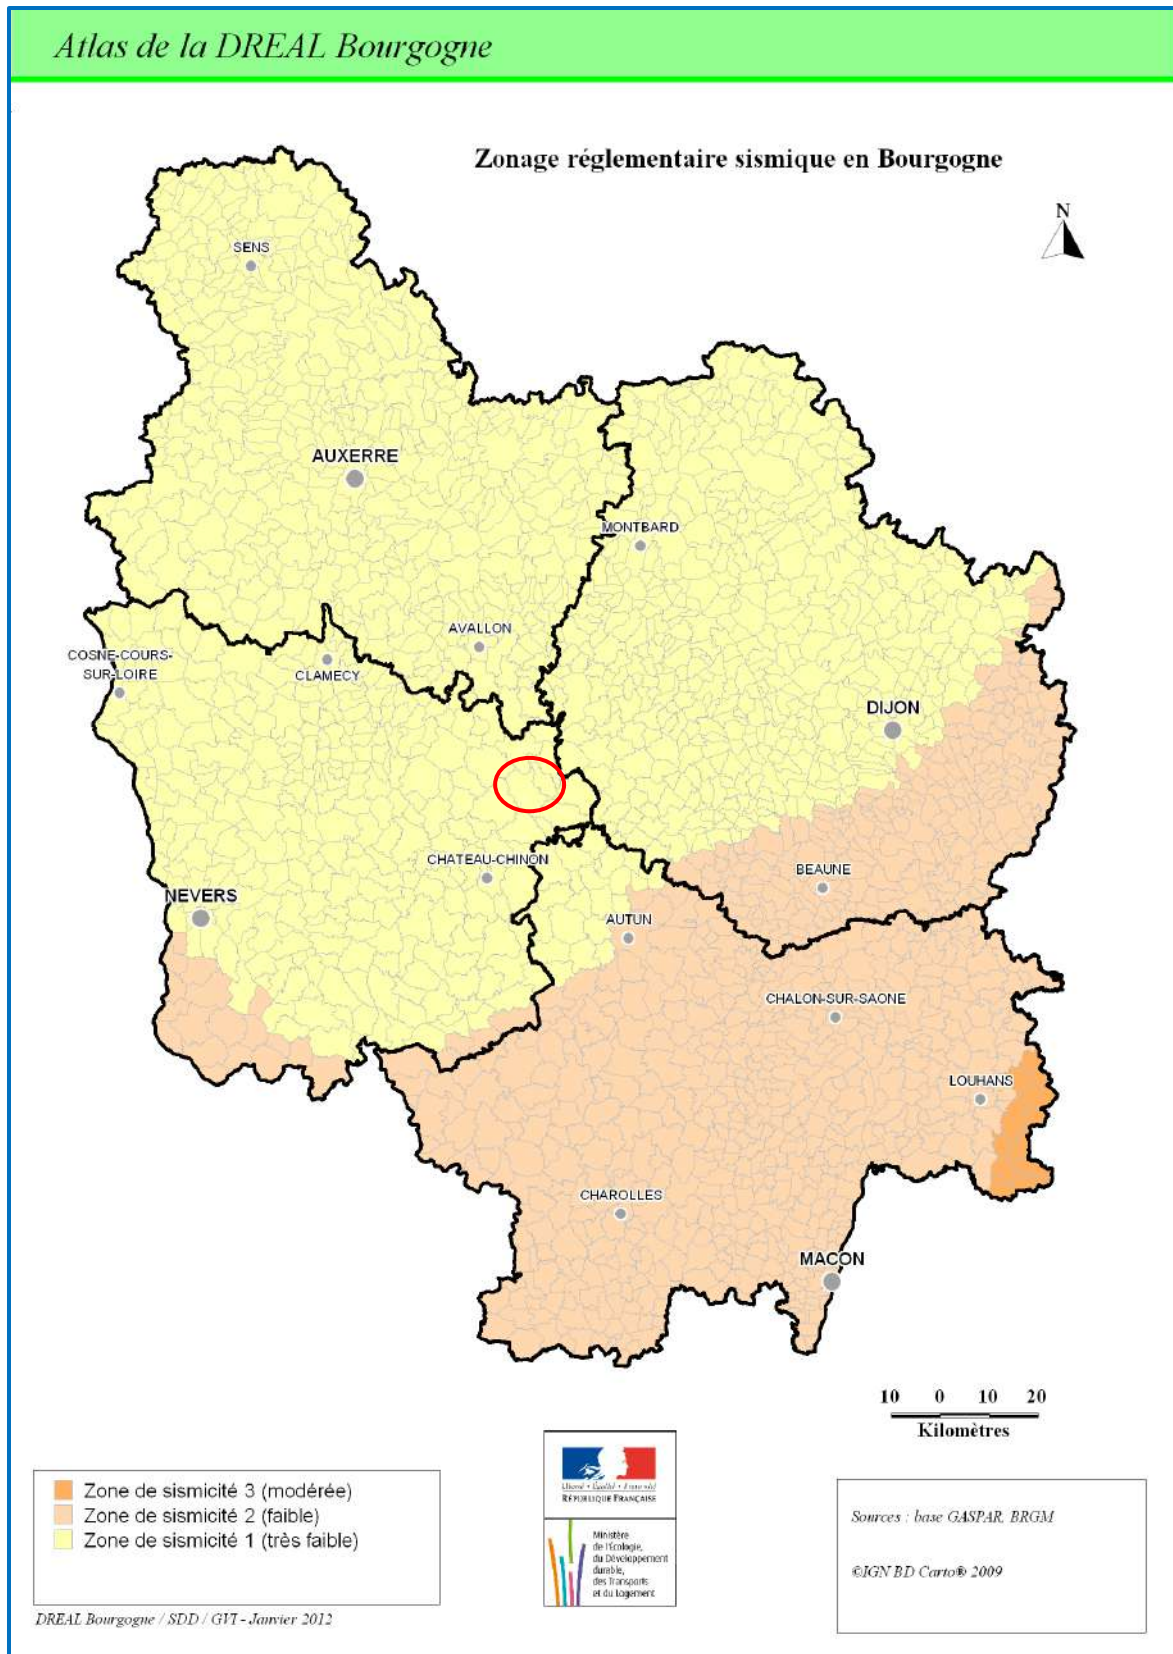 Atlas de la DREAL Bourgogne
Zonage réglementaire sismique en Bourgogne
N
SENS
AUXERRE
MONTBARD
AVALLON
COSNE-COURS-
SUR-LOIRE
CLAMECY
DIJON
CHATEAU-CHINON
BEAUNE
NEVERS
AUTUN
CHALON-SUR-SAONE
LOUHANS
CHAROLLES
MACON
10 0 10 20
Kilomètres
Zone de sismicité 3 (modérée)
Zone de sismicité 2 (faible)
Zone de sismicité 1 (très faible)
Liberté • Égalité • Fraternité
RÉPUBLIQUE FRANÇAISE
Ministère
de l'Écologie,
du Développement
durable,
des Transports
et du Logement
Sources : base GASPAR, BRGM
©IGN BD Carto® 2009
DREAL Bourgogne / SDD / GVI - Janvier 2012